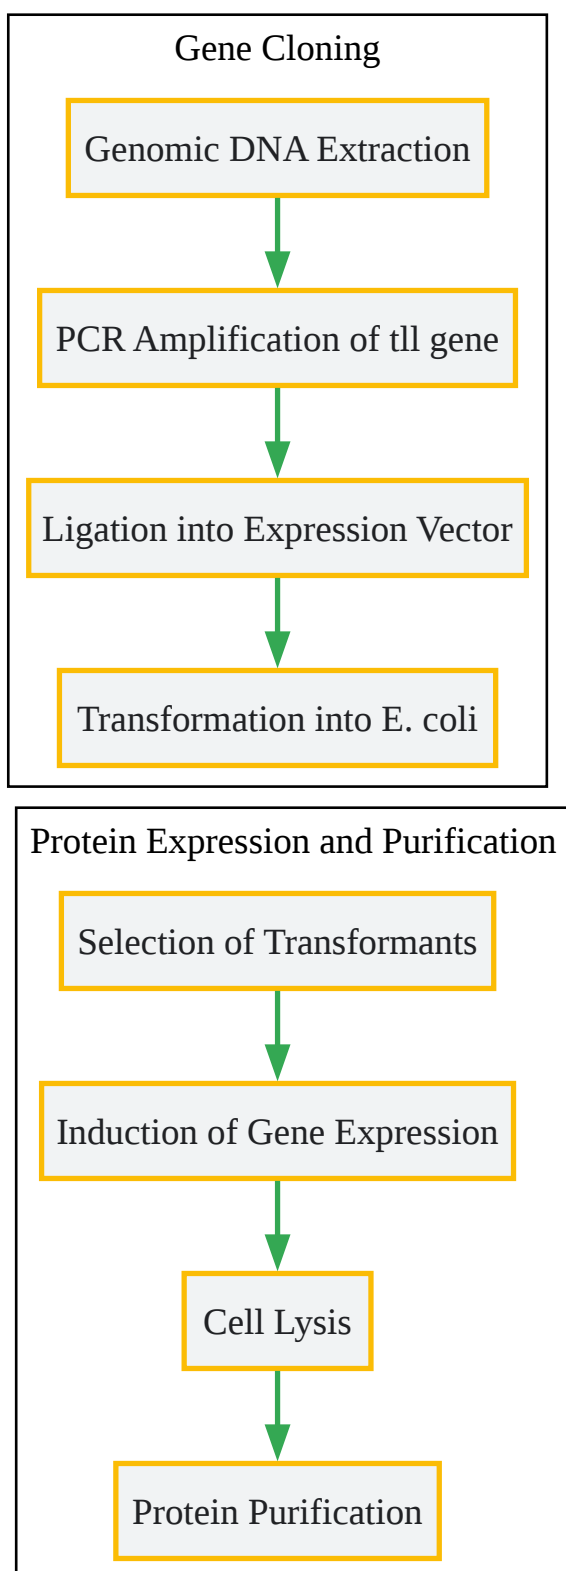 Gene Cloning
Genomic DNA Extraction
PCR Amplification of tll gene
Ligation into Expression Vector
Transformation into E. coli
Protein Expression and Purification
Selection of Transformants
Induction of Gene Expression
Cell Lysis
Protein Purification